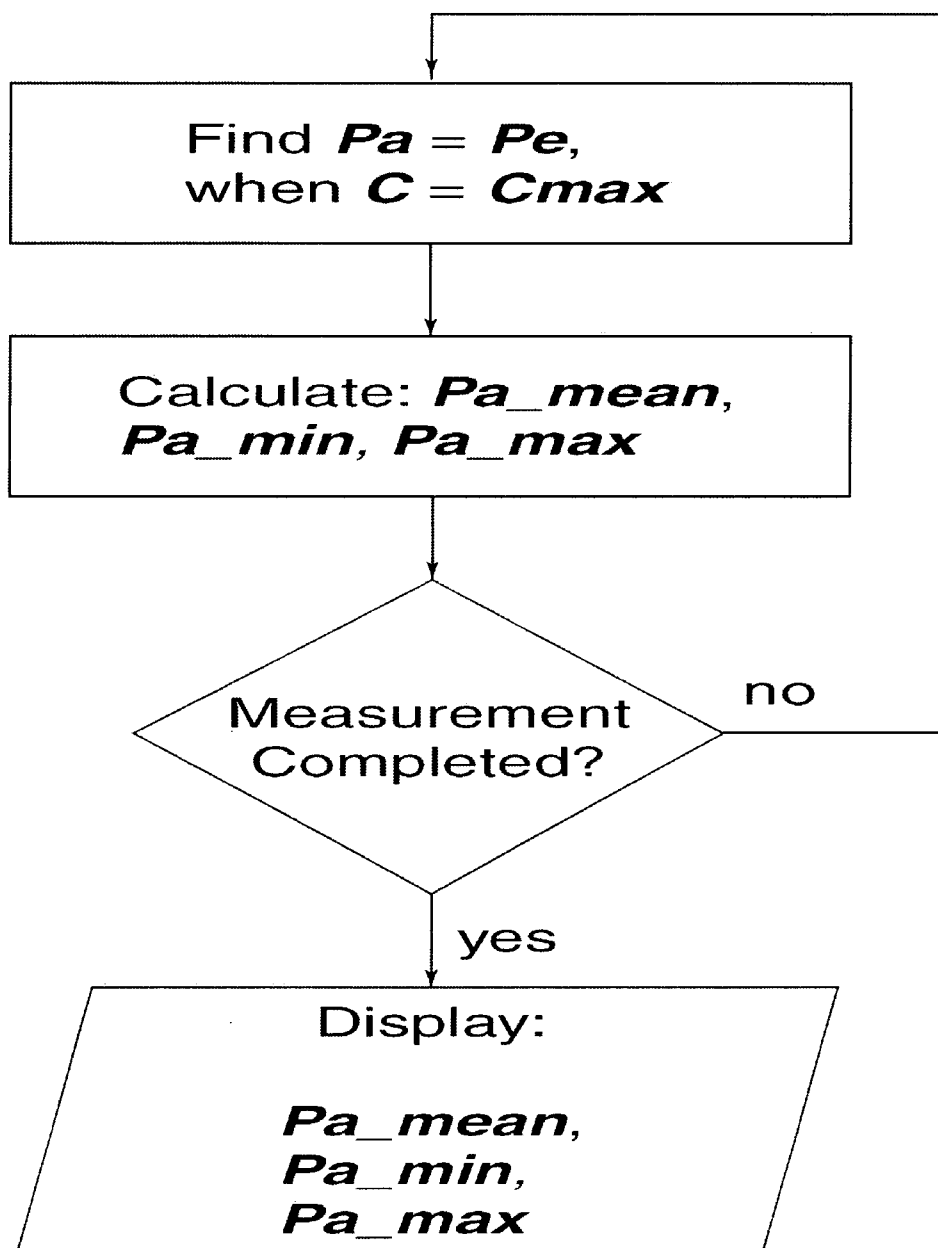 Find Pa = Pe,
when C = Cmax
Calculate: Pa_mean,
Pa_min, Pa_max
Measurement
Completed?
no
yes
Display:
Pa_mean,
Pa_min,
Pa_max